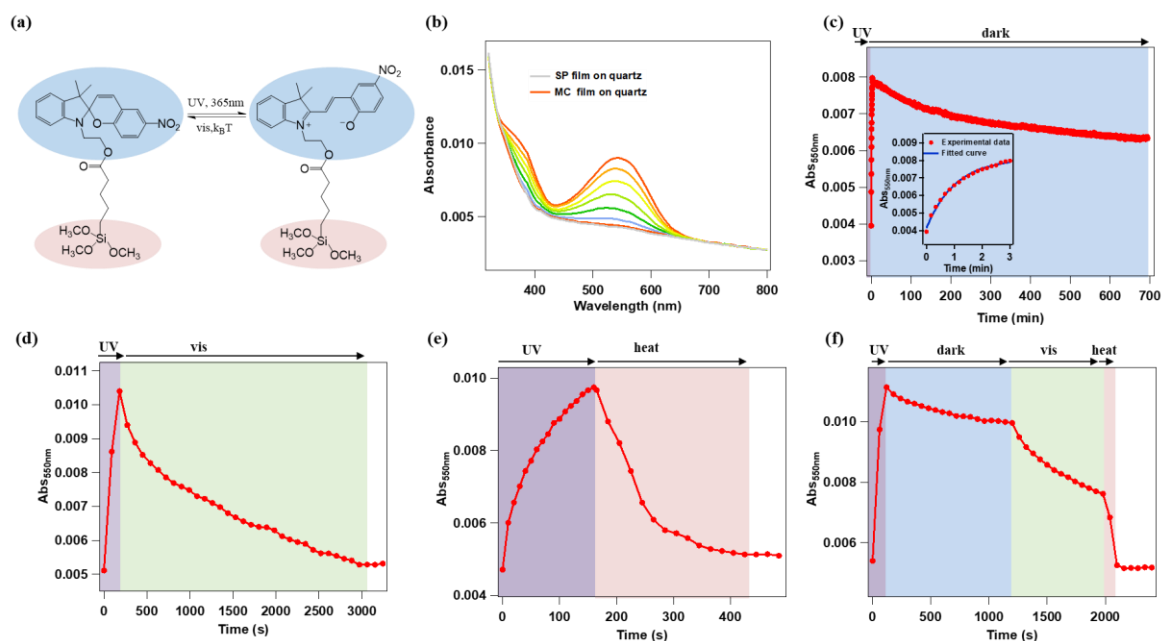 (a)
NO₂
UV, 365nm
vis,k_BT
N
O
NO₂
O
O
H₃CO
Si
H₃CO
H₃CO
OCH₃
N⁺
O⁻
O
O
H₃CO
Si
H₃CO
H₃CO
OCH₃
(b)
SP film on quartz
MC film on quartz
Absorbance
0.015
0.010
0.005
400 500 600 700 800
Wavelength (nm)
(c)
UV dark
Abs550nm
0.008
0.007
0.006
0.005
0.004
0.003
Experimental data
Fitted curve
Abs550nm
0.009
0.008
0.007
0.006
0.005
0.004
0 1 2 3
Time (min)
0 100 200 300 400 500 600 700
Time (min)
(d)
UV vis
Abs550nm
0.011
0.010
0.009
0.008
0.007
0.006
0.005
0 500 1000 1500 2000 2500 3000
Time (s)
(e)
UV heat
Abs550nm
0.010
0.008
0.006
0.004
0 100 200 300 400
Time (s)
(f)
UV dark vis heat
Abs550nm
0.010
0.008
0.006
0 500 1000 1500 2000
Time (s)